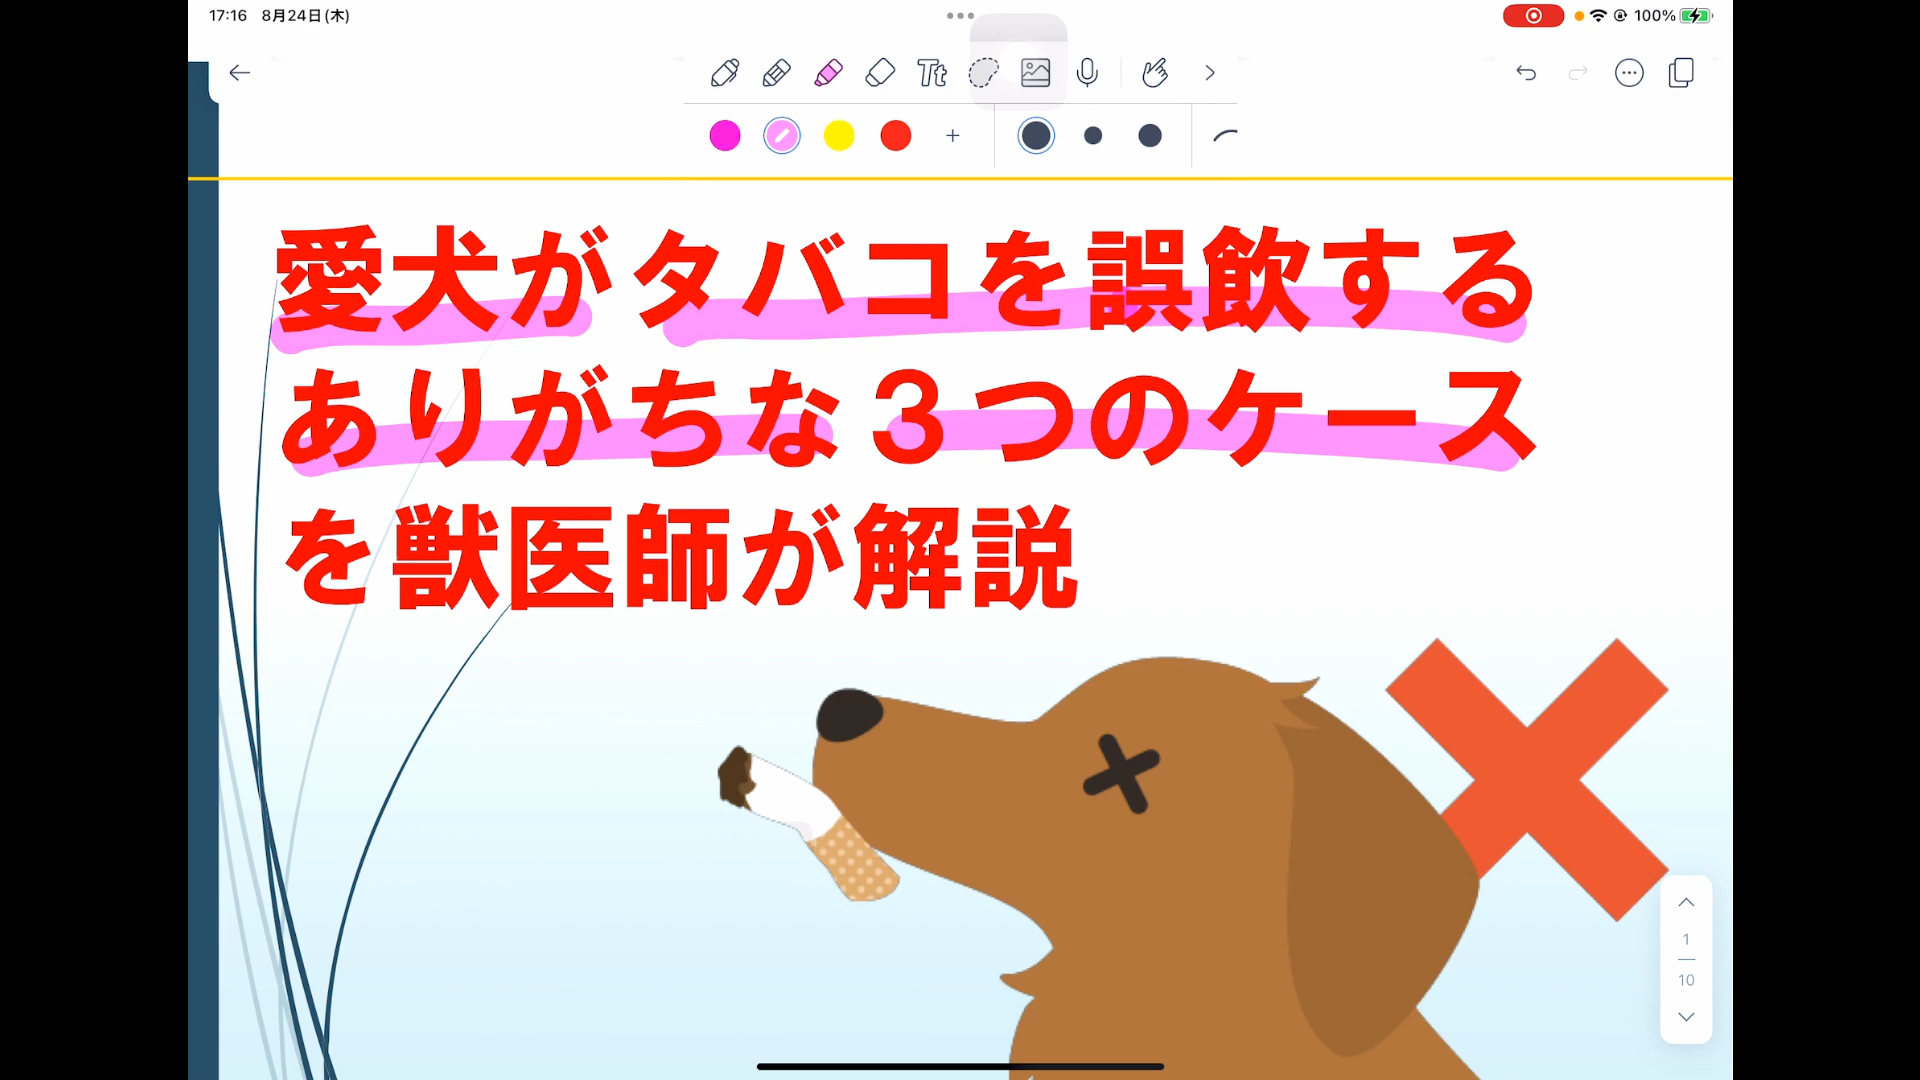 17:16 8月24日(木)
100%
Tt
愛犬がタバコを誤飲する
ありがちな３つのケース
を獣医師が解説
1
10